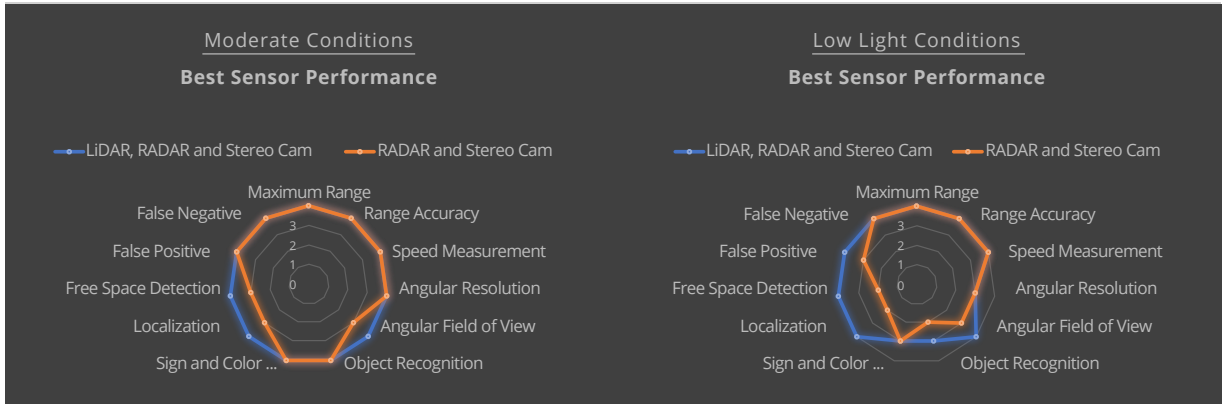 Moderate Conditions
Best Sensor Performance
LiDAR, RADAR and Stereo Cam
RADAR and Stereo Cam
Maximum Range
Range Accuracy
Speed Measurement
Angular Resolution
Angular Field of View
Object Recognition
Sign and Color ...
Localization
Free Space Detection
False Positive
False Negative
3
2
1
0
Low Light Conditions
Best Sensor Performance
LiDAR, RADAR and Stereo Cam
RADAR and Stereo Cam
Maximum Range
Range Accuracy
Speed Measurement
Angular Resolution
Angular Field of View
Object Recognition
Sign and Color ...
Localization
Free Space Detection
False Positive
False Negative
3
2
1
0